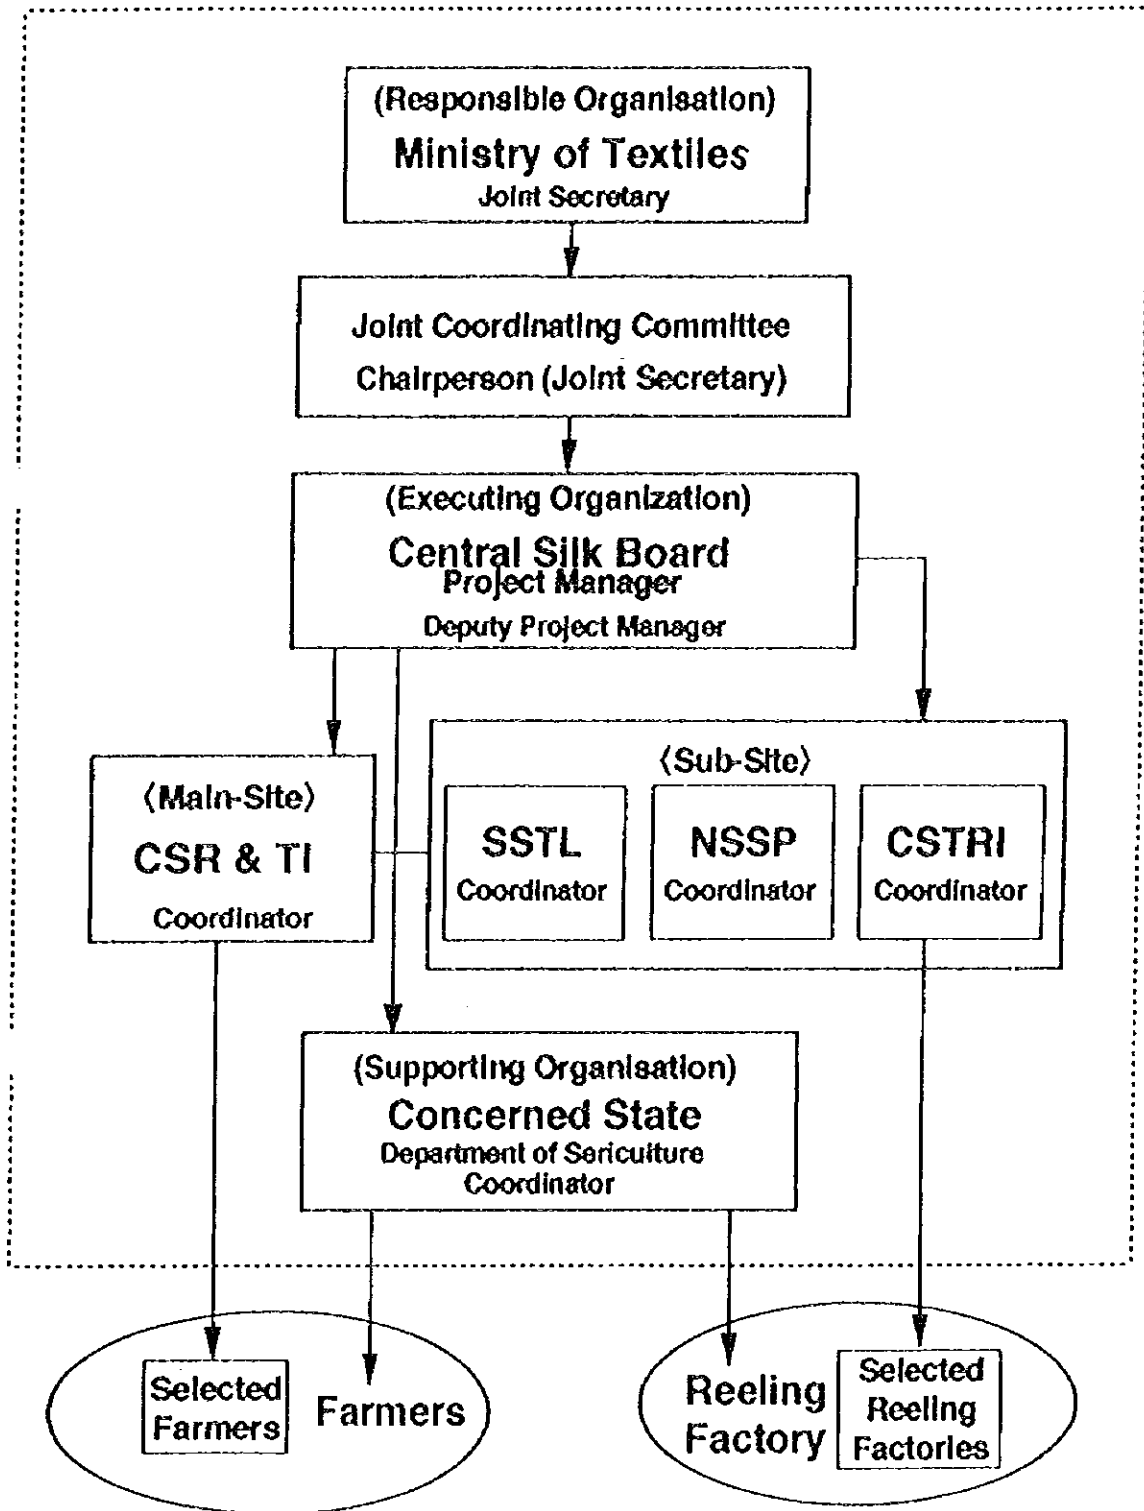 (Responsible Organisation)
Ministry of Textiles
Joint Secretary
Joint Coordinating Committee
Chairperson (Joint Secretary)
(Executing Organization)
Central Silk Board
Project Manager
Deputy Project Manager
〈Main-Site〉
CSR & TI
Coordinator
〈Sub-Site〉
SSTL
Coordinator
NSSP
Coordinator
CSTRI
Coordinator
(Supporting Organisation)
Concerned State
Department of Sericulture
Coordinator
Selected
Farmers
Farmers
Reeling
Factory
Selected
Reeling
Factories